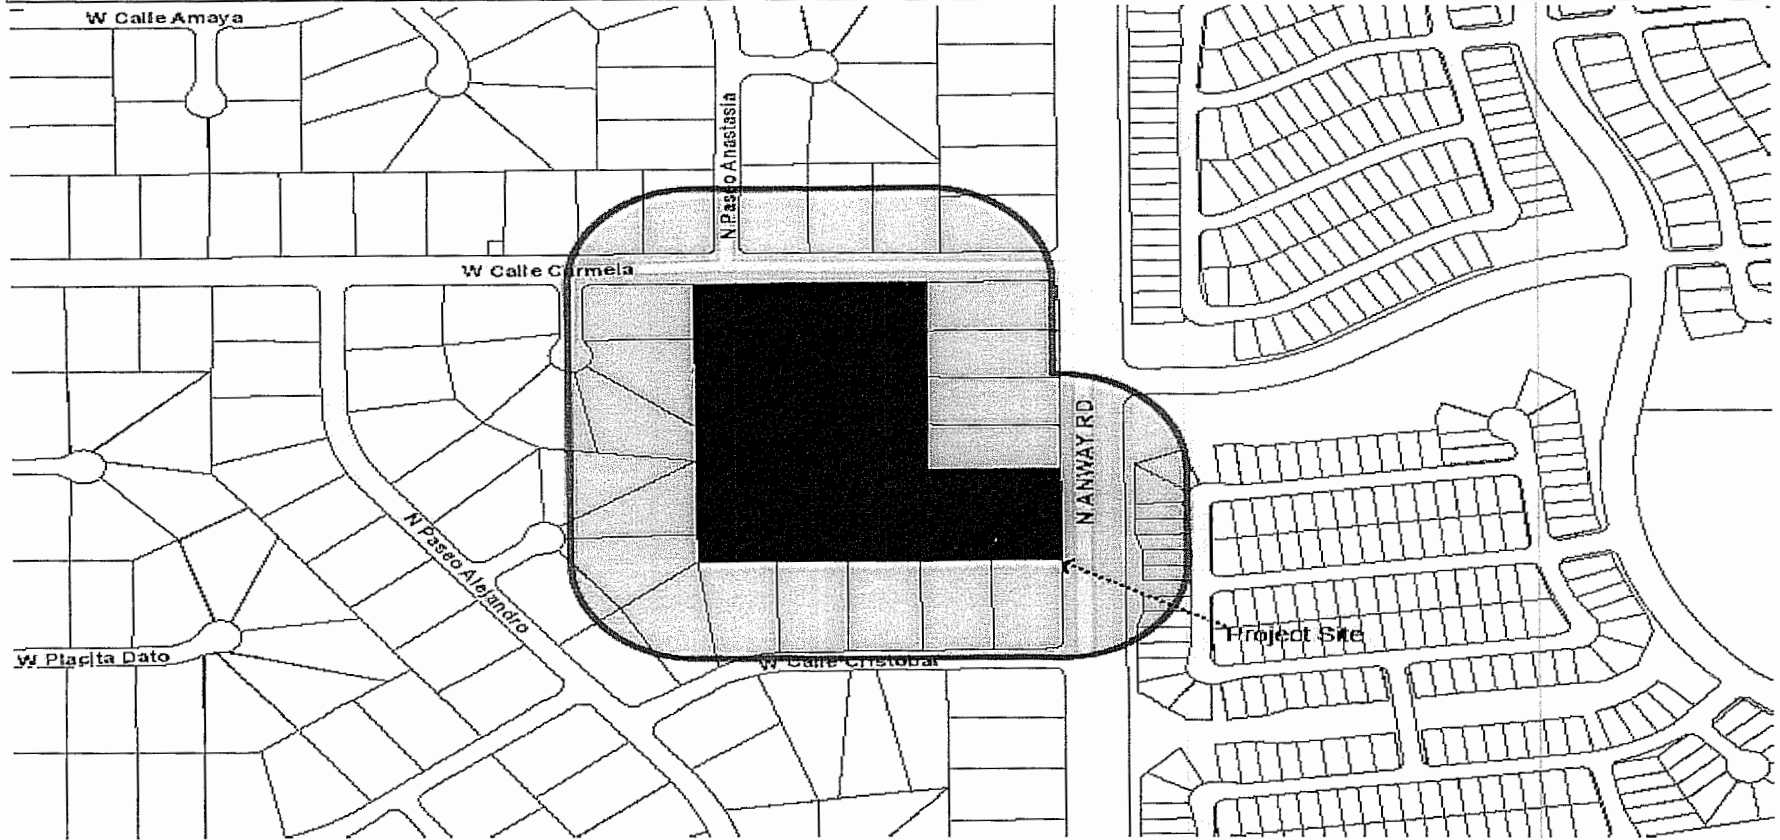 W Calle Amaya
N Paseo Anastasia
W Calle Carmela
N ANWAY RD
N Paseo Alejandro
Project Site
W Placita Dato
W Calle Cristobal